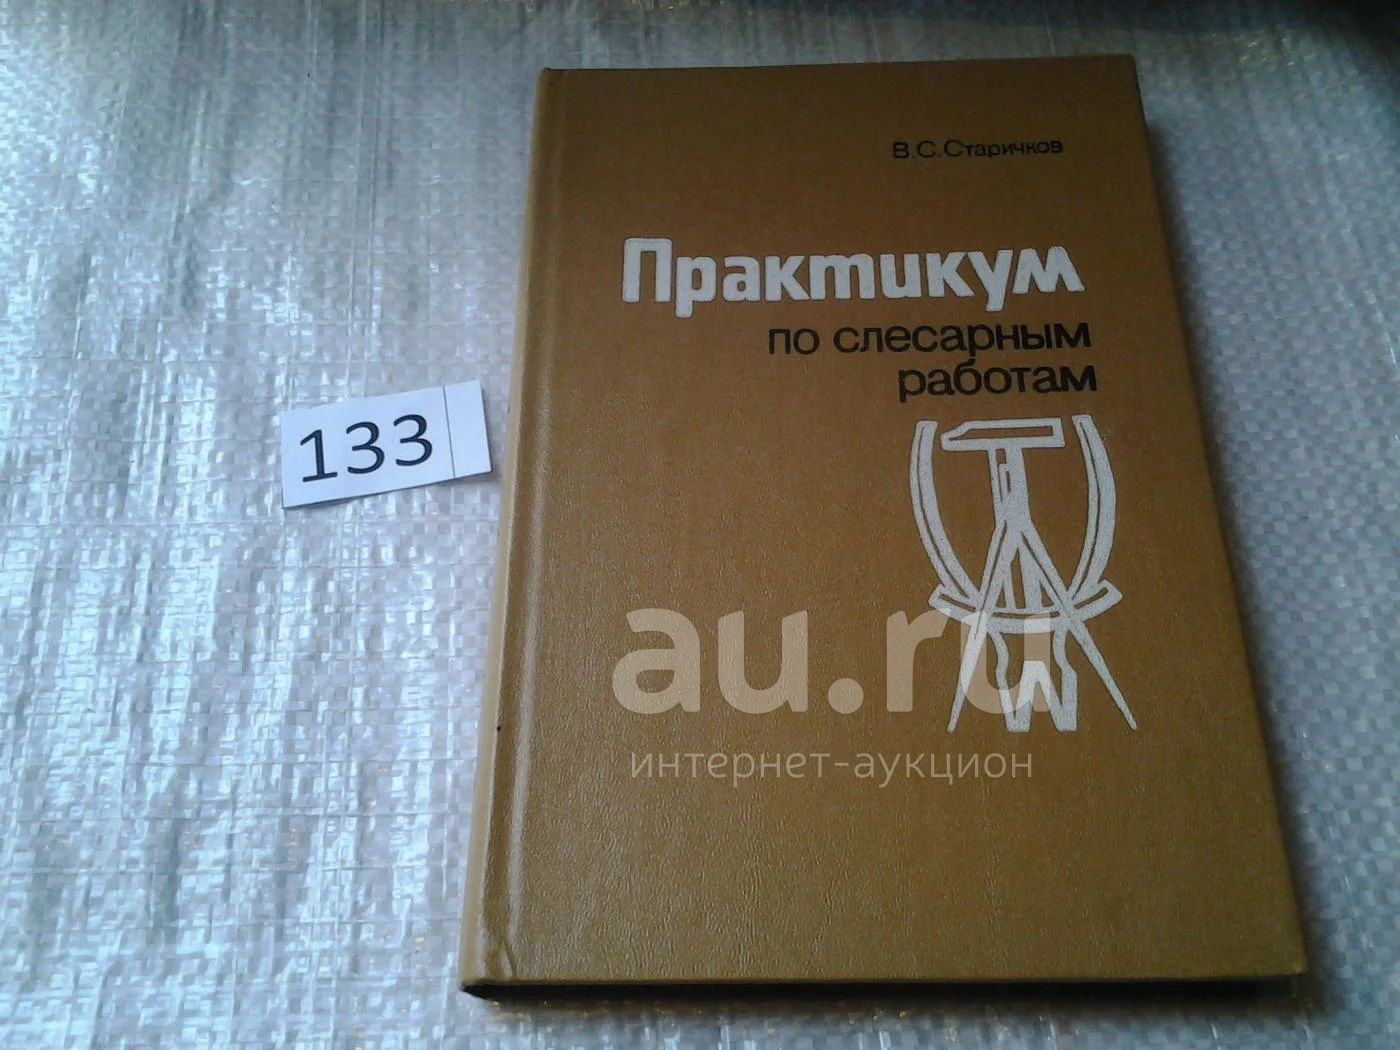 В.С.Старичков
Практикум
по слесарным
работам
133
au.ru
интернет-аукцион